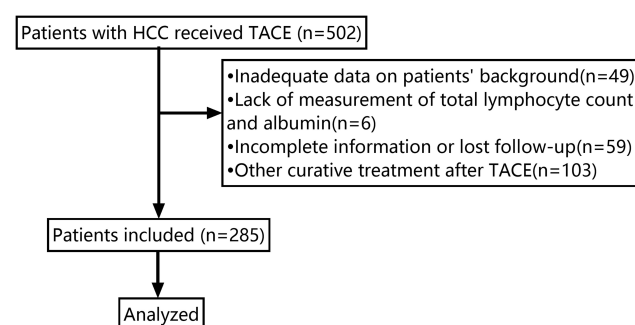 Patients with HCC received TACE (n=502)
•Inadequate data on patients' background(n=49)
•Lack of measurement of total lymphocyte count
and albumin(n=6)
•Incomplete information or lost follow-up(n=59)
•Other curative treatment after TACE(n=103)
Patients included (n=285)
Analyzed